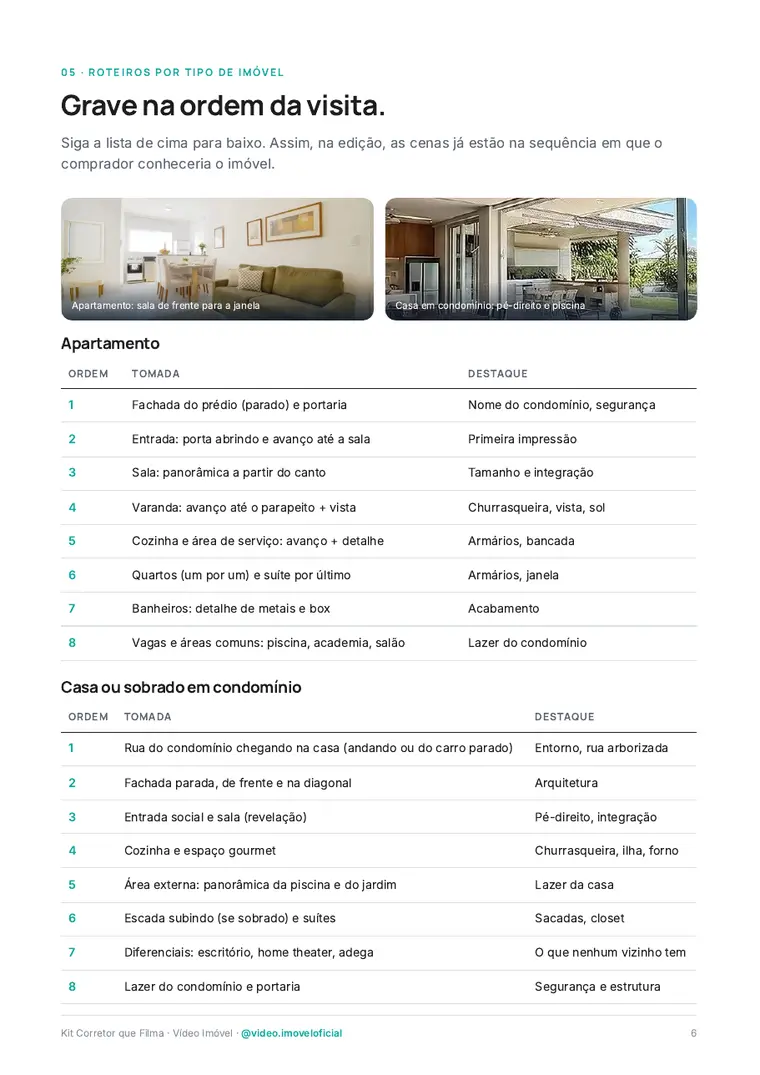 05 · ROTEIROS POR TIPO DE IMÓVEL
Grave na ordem da visita.
Siga a lista de cima para baixo. Assim, na edição, as cenas já estão na sequência em que o
comprador conheceria o imóvel.
Apartamento: sala de frente para a janela
Casa em condomínio: pé-direito e piscina
Apartamento
ORDEM TOMADA DESTAQUE
1 Fachada do prédio (parado) e portaria Nome do condomínio, segurança
2 Entrada: porta abrindo e avanço até a sala Primeira impressão
3 Sala: panorâmica a partir do canto Tamanho e integração
4 Varanda: avanço até o parapeito + vista Churrasqueira, vista, sol
5 Cozinha e área de serviço: avanço + detalhe Armários, bancada
6 Quartos (um por um) e suíte por último Armários, janela
7 Banheiros: detalhe de metais e box Acabamento
8 Vagas e áreas comuns: piscina, academia, salão Lazer do condomínio
Casa ou sobrado em condomínio
ORDEM TOMADA DESTAQUE
1 Rua do condomínio chegando na casa (andando ou do carro parado) Entorno, rua arborizada
2 Fachada parada, de frente e na diagonal Arquitetura
3 Entrada social e sala (revelação) Pé-direito, integração
4 Cozinha e espaço gourmet Churrasqueira, ilha, forno
5 Área externa: panorâmica da piscina e do jardim Lazer da casa
6 Escada subindo (se sobrado) e suítes Sacadas, closet
7 Diferenciais: escritório, home theater, adega O que nenhum vizinho tem
8 Lazer do condomínio e portaria Segurança e estrutura
Kit Corretor que Filma · Vídeo Imóvel · @video.imoveloficial 6